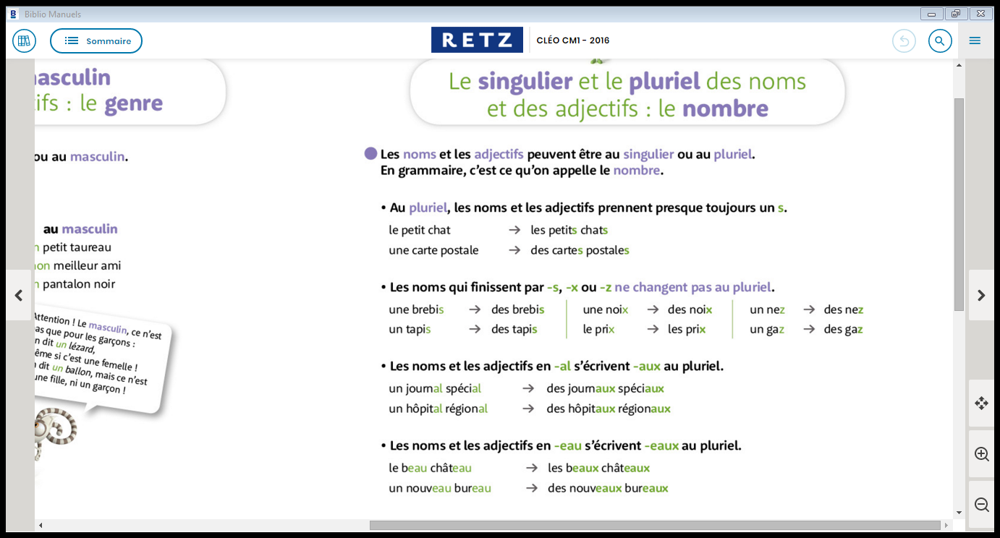 Biblio Manuels
Sommaire
RETZ
CLÉO CM1 - 2016
asculin
tifs : le genre
ou au masculin.
au masculin
petit taureau
mon meilleur ami
pantalon noir
Attention ! Le masculin, ce n'est
pas que pour les garçons :
n dit un lézard,
même si c'est une femelle !
dit un ballon, mais ce n'est
une fille, ni un garçon !
Le singulier et le pluriel des noms
et des adjectifs : le nombre
Les noms et les adjectifs peuvent être au singulier ou au pluriel.
En grammaire, c'est ce qu'on appelle le nombre.
• Au pluriel, les noms et les adjectifs prennent presque toujours un s.
le petit chat → les petits chats
une carte postale → des cartes postales
• Les noms qui finissent par -s, -x ou -z ne changent pas au pluriel.
une brebis → des brebis une noix → des noix un nez → des nez
un tapis → des tapis le prix → les prix un gaz → des gaz
• Les noms et les adjectifs en -al s'écrivent -aux au pluriel.
un journal spécial → des journaux spéciaux
un hôpital régional → des hôpitaux régionaux
• Les noms et les adjectifs en -eau s'écrivent -eaux au pluriel.
le beau château → les beaux châteaux
un nouveau bureau → des nouveaux bureaux